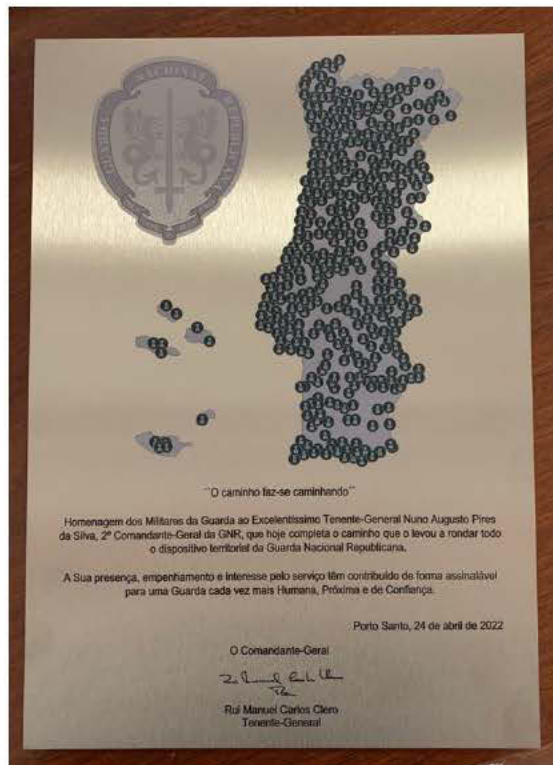 GUARDA
NACIONAL
REPUBLICANA
"O caminho faz-se caminhando"
Homenagem dos Militares da Guarda ao Excelentíssimo Tenente-General Nuno Augusto Pires
da Silva, 2º Comandante-Geral da GNR, que hoje completa o caminho que o levou a rondar todo
o dispositivo territorial da Guarda Nacional Republicana.
A Sua presença, empenhamento e interesse pelo serviço têm contribuído de forma assinalável
para uma Guarda cada vez mais Humana, Próxima e de Confiança.
Porto Santo, 24 de abril de 2022
O Comandante-Geral
Rui Manuel Carlos Clero
Tenente-General